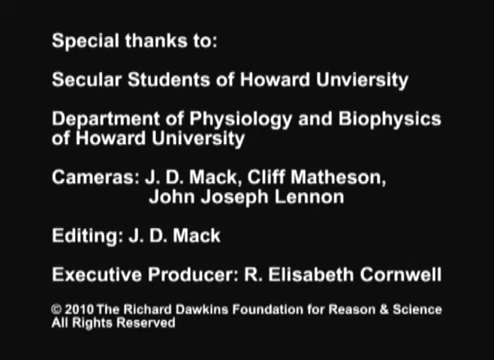 Special thanks to:
Secular Students of Howard Unviersity
Department of Physiology and Biophysics
of Howard University
Cameras: J. D. Mack, Cliff Matheson,
John Joseph Lennon
Editing: J. D. Mack
Executive Producer: R. Elisabeth Cornwell
© 2010 The Richard Dawkins Foundation for Reason & Science
All Rights Reserved